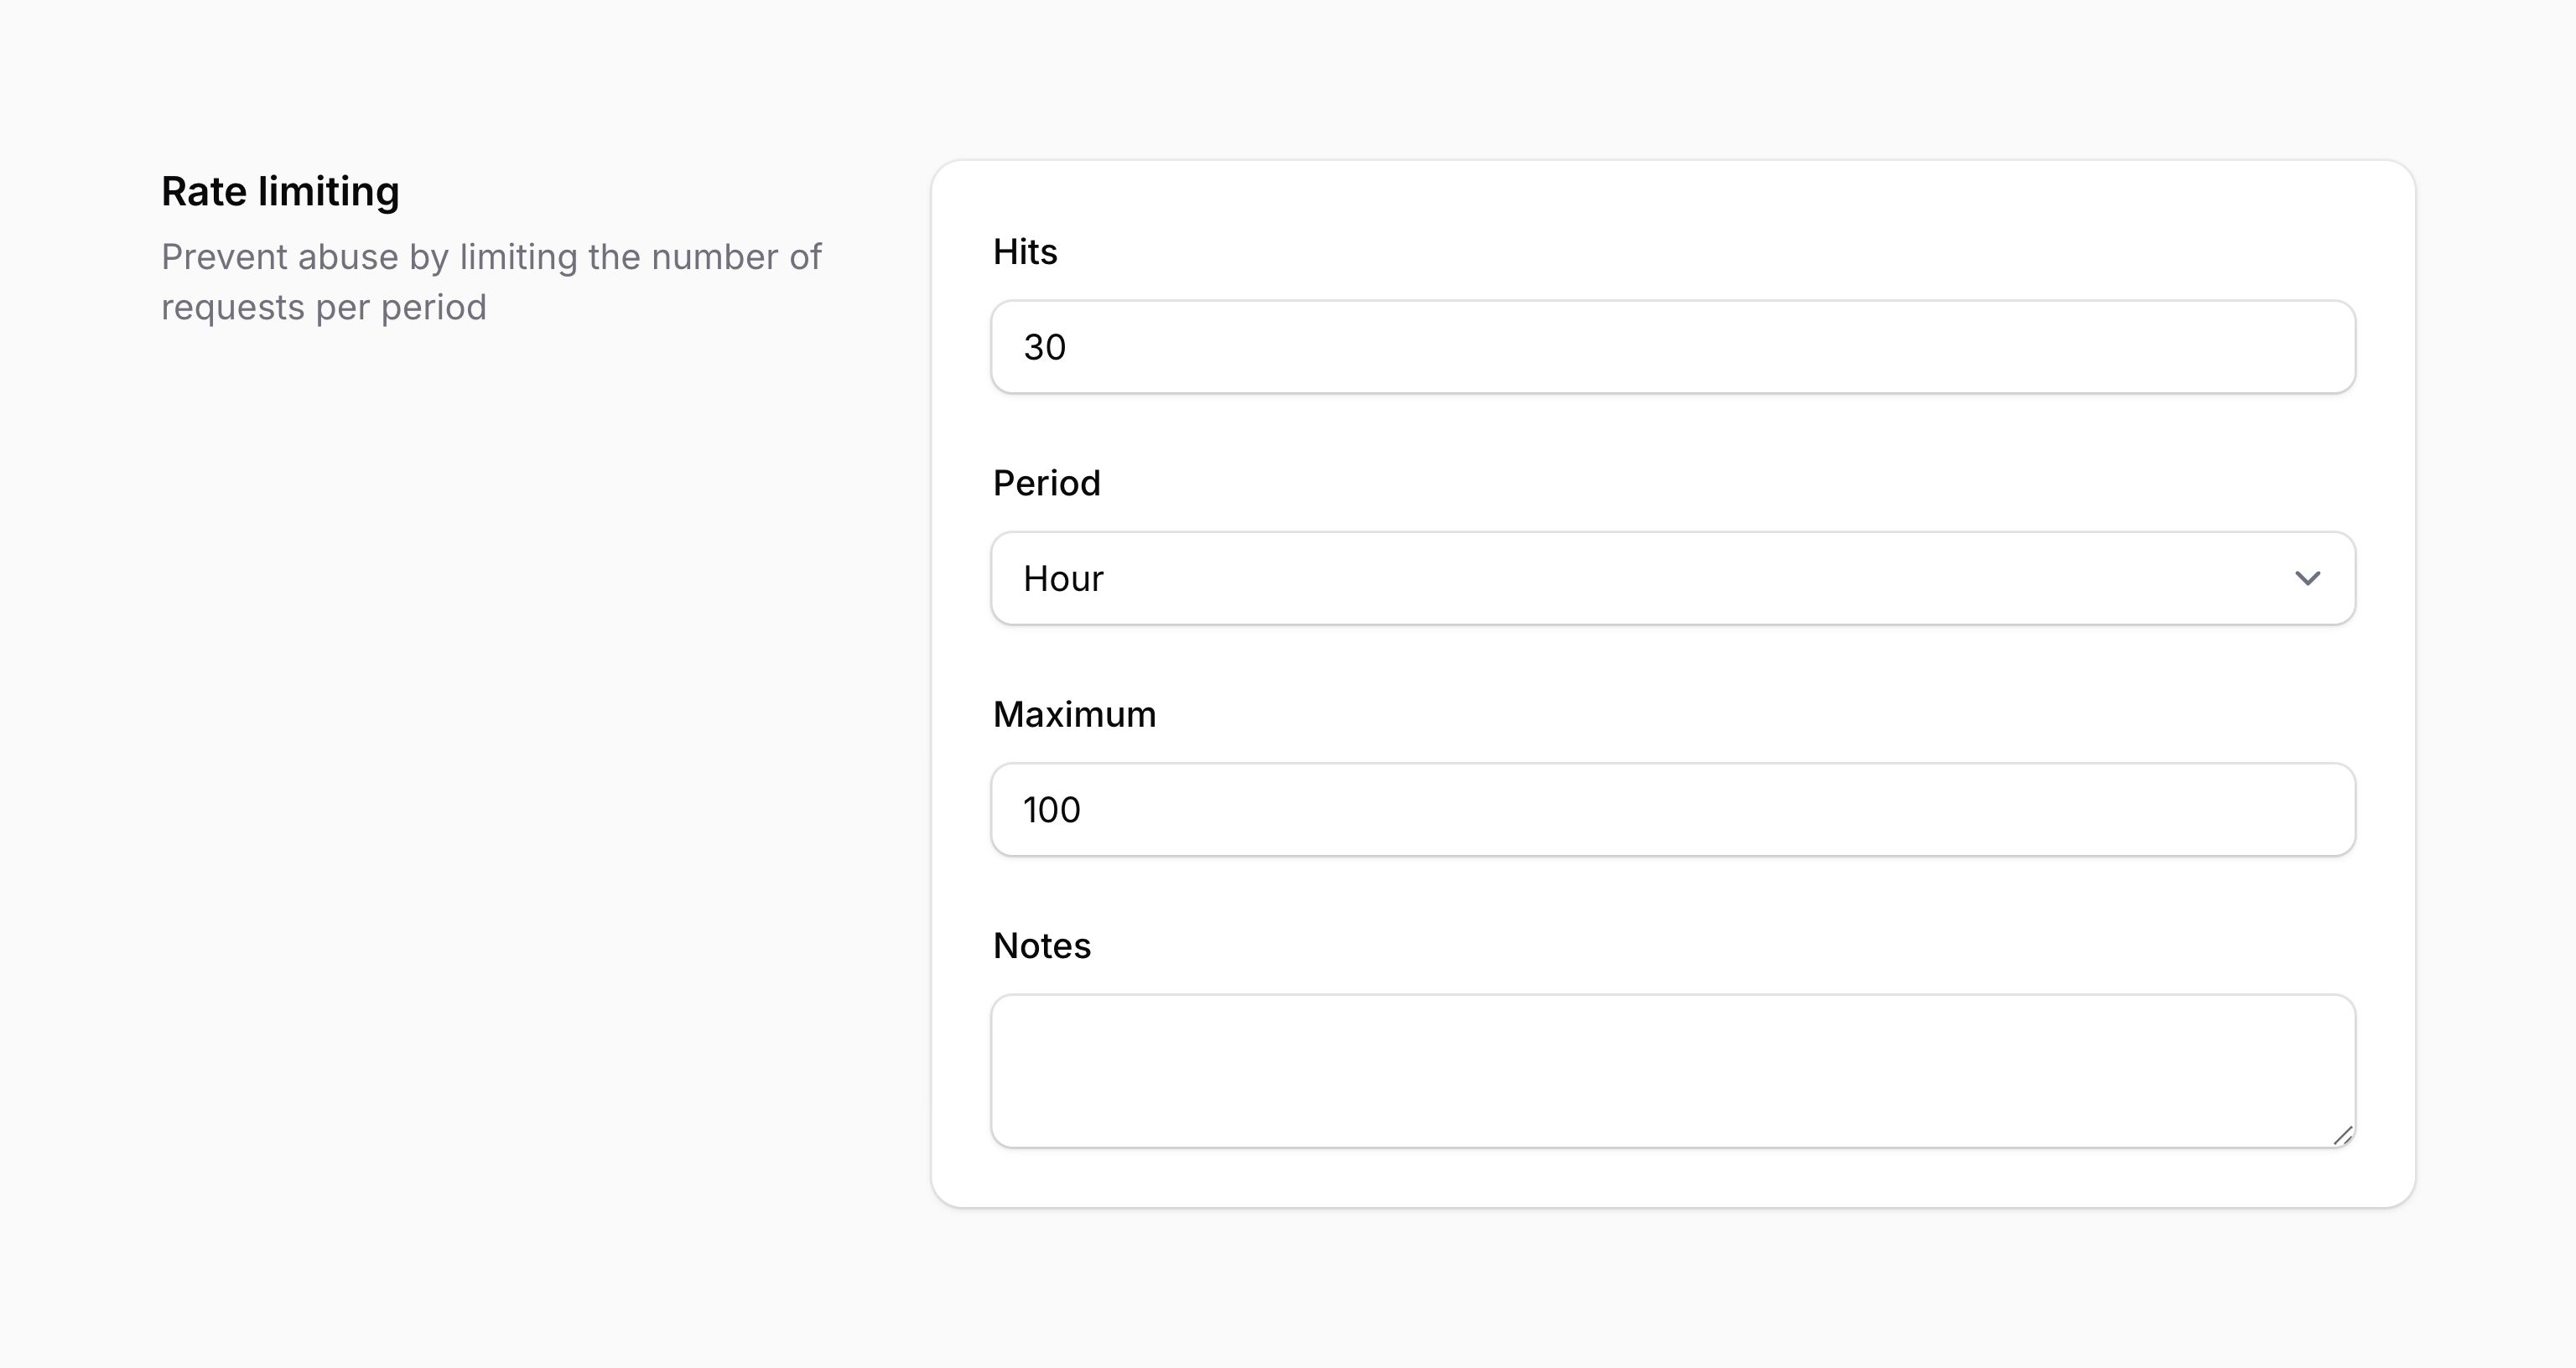 Rate limiting
Prevent abuse by limiting the number of
requests per period
Hits
30
Period
Hour
Maximum
100
Notes